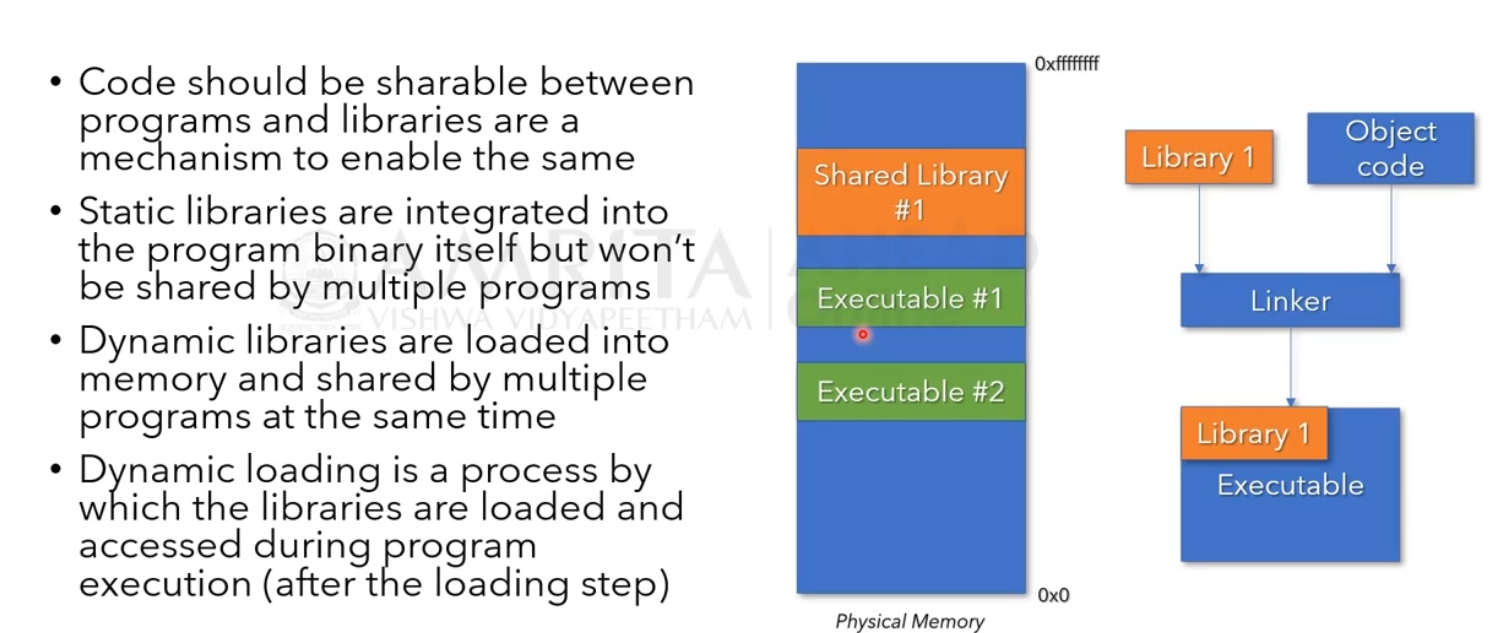 • Code should be sharable between
programs and libraries are a
mechanism to enable the same
• Static libraries are integrated into
the program binary itself but won't
be shared by multiple programs
• Dynamic libraries are loaded into
memory and shared by multiple
programs at the same time
• Dynamic loading is a process by
which the libraries are loaded and
accessed during program
execution (after the loading step)
AMRITA
VISHWA VIDYAPEETHAM
0xffffffff
Shared Library
#1
Executable #1
Executable #2
0x0
Physical Memory
Library 1
Object
code
Linker
Library 1
Executable